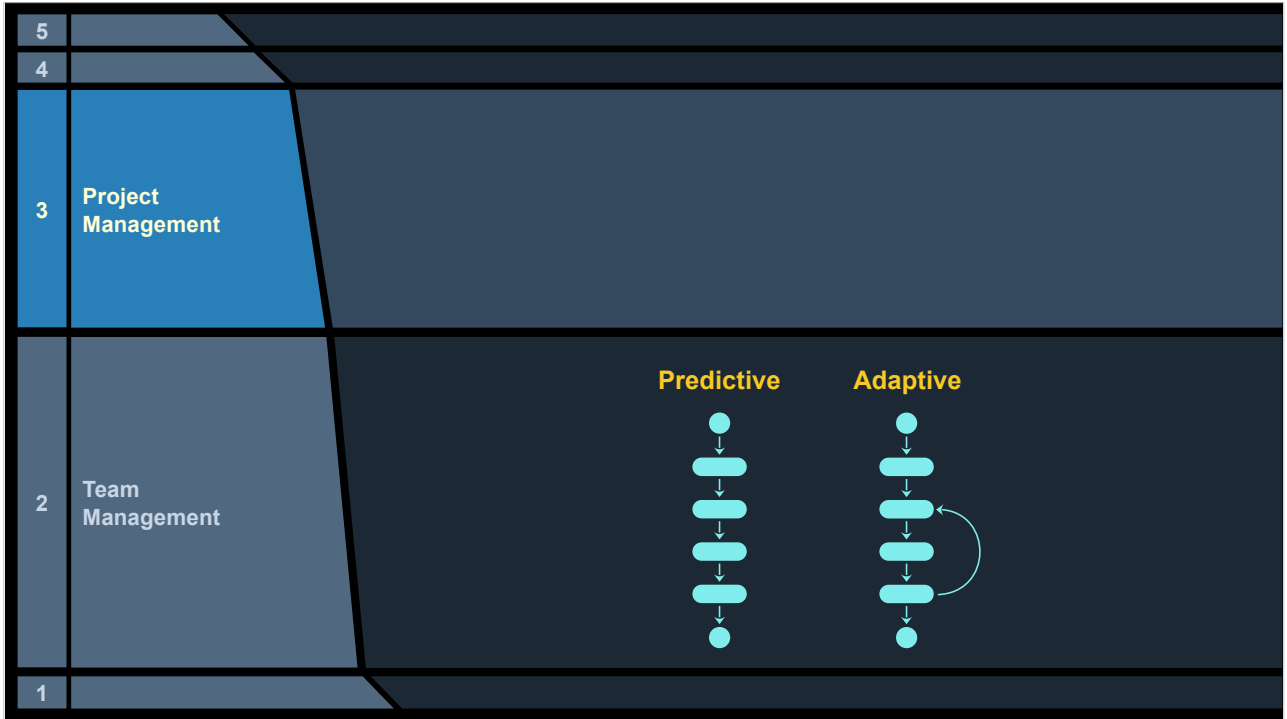 5
4
3
Project
Management
Predictive
Adaptive
2
Team
Management
1